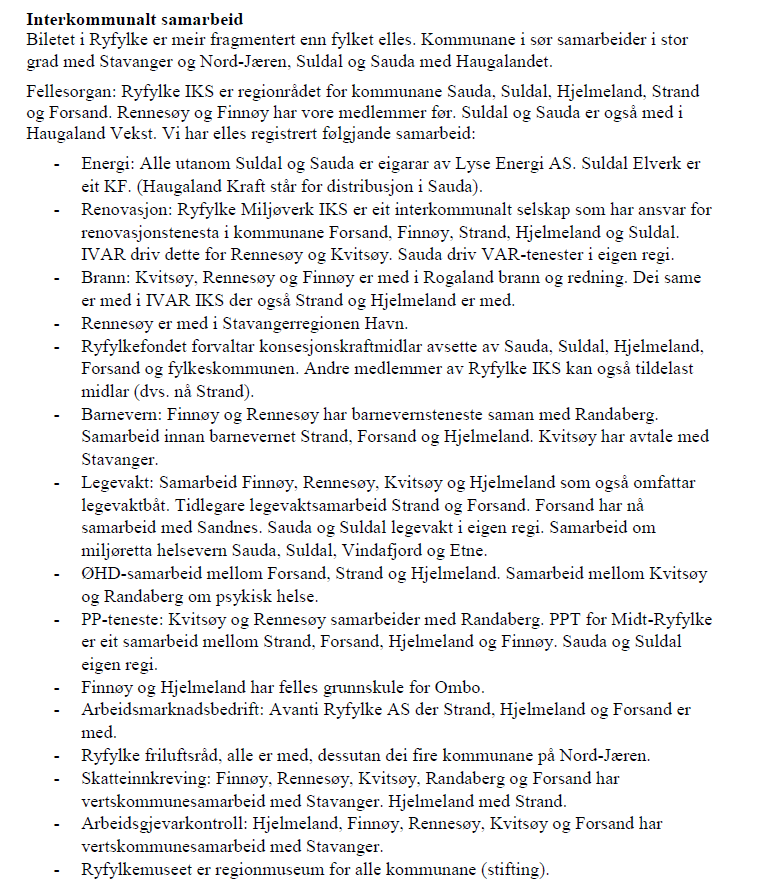 Interkommunalt samarbeid
Biletet i Ryfylke er meir fragmentert enn fylket elles. Kommunane i sør samarbeider i stor
grad med Stavanger og Nord-Jæren, Suldal og Sauda med Haugalandet.
Fellesorgan: Ryfylke IKS er regionrådet for kommunane Sauda, Suldal, Hjelmeland, Strand
og Forsand. Rennesøy og Finnøy har vore medlemmer før. Suldal og Sauda er også med i
Haugaland Vekst. Vi har elles registrert følgjande samarbeid:
- Energi: Alle utanom Suldal og Sauda er eigarar av Lyse Energi AS. Suldal Elverk er
eit KF. (Haugaland Kraft står for distribusjon i Sauda).
- Renovasjon: Ryfylke Miljøverk IKS er eit interkommunalt selskap som har ansvar for
renovasjonstenesta i kommunane Forsand, Finnøy, Strand, Hjelmeland og Suldal.
IVAR driv dette for Rennesøy og Kvitsøy. Sauda driv VAR-tenester i eigen regi.
- Brann: Kvitsøy, Rennesøy og Finnøy er med i Rogaland brann og redning. Dei same
er med i IVAR IKS der også Strand og Hjelmeland er med.
- Rennesøy er med i Stavangerregionen Havn.
- Ryfylkefondet forvaltar konsesjonskraftmidlar avsette av Sauda, Suldal, Hjelmeland,
Forsand og fylkeskommunen. Andre medlemmer av Ryfylke IKS kan også tildelast
midlar (dvs. nå Strand).
- Barnevern: Finnøy og Rennesøy har barnevernsteneste saman med Randaberg.
Samarbeid innan barnevernet Strand, Forsand og Hjelmeland. Kvitsøy har avtale med
Stavanger.
- Legevakt: Samarbeid Finnøy, Rennesøy, Kvitsøy og Hjelmeland som også omfattar
legevaktbåt. Tidlegare legevaktsamarbeid Strand og Forsand. Forsand har nå
samarbeid med Sandnes. Sauda og Suldal legevakt i eigen regi. Samarbeid om
miljøretta helsevern Sauda, Suldal, Vindafjord og Etne.
- ØHD-samarbeid mellom Forsand, Strand og Hjelmeland. Samarbeid mellom Kvitsøy
og Randaberg om psykisk helse.
- PP-teneste: Kvitsøy og Rennesøy samarbeider med Randaberg. PPT for Midt-Ryfylke
er eit samarbeid mellom Strand, Forsand, Hjelmeland og Finnøy. Sauda og Suldal
eigen regi.
- Finnøy og Hjelmeland har felles grunnskule for Ombo.
- Arbeidsmarknadsbedrift: Avanti Ryfylke AS der Strand, Hjelmeland og Forsand er
med.
- Ryfylke friluftsråd, alle er med, dessutan dei fire kommunane på Nord-Jæren.
- Skatteinnkreving: Finnøy, Rennesøy, Kvitsøy, Randaberg og Forsand har
vertskommunesamarbeid med Stavanger. Hjelmeland med Strand.
- Arbeidsgjevarkontroll: Hjelmeland, Finnøy, Rennesøy, Kvitsøy og Forsand har
vertskommunesamarbeid med Stavanger.
- Ryfylkemuseet er regionmuseum for alle kommunane (stifting).